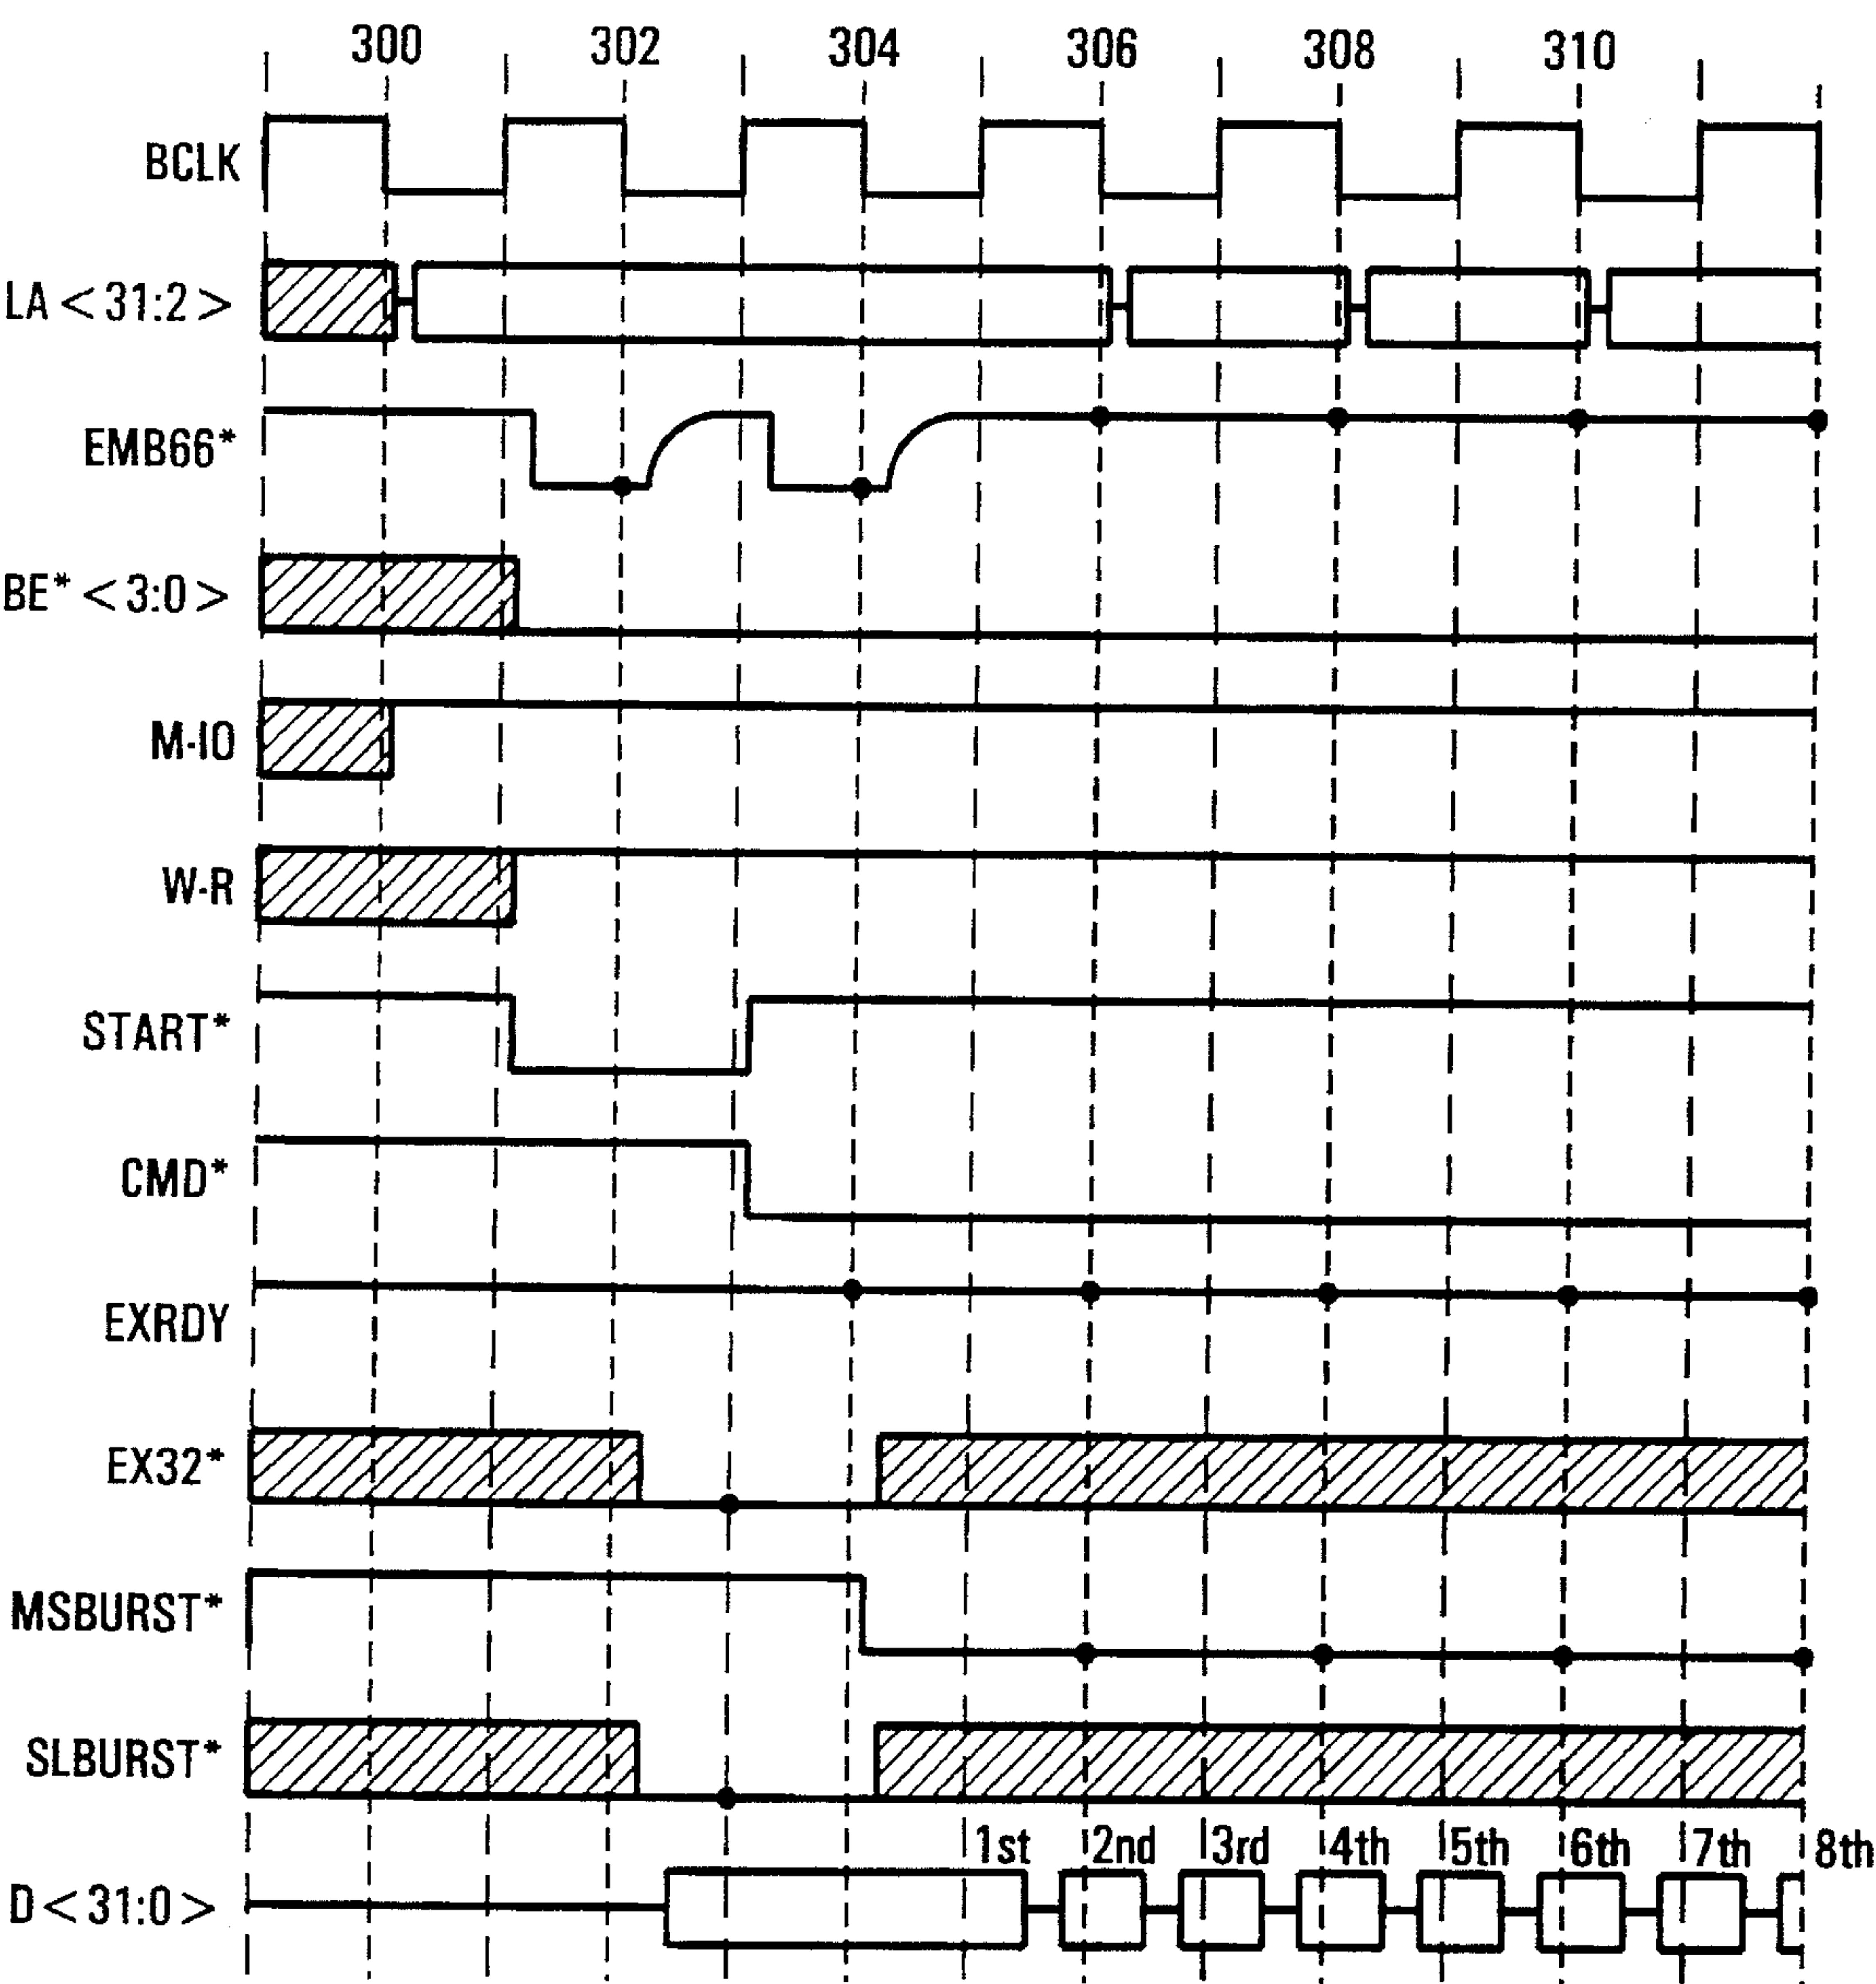 300 302 304 306 308 310
BCLK
LA < 31:2 >
EMB66*
BE* < 3:0 >
M-IO
W-R
START*
CMD*
EXRDY
EX32*
MSBURST*
SLBURST*
1st 2nd 3rd 4th 5th 6th 7th 8th
D < 31:0 >